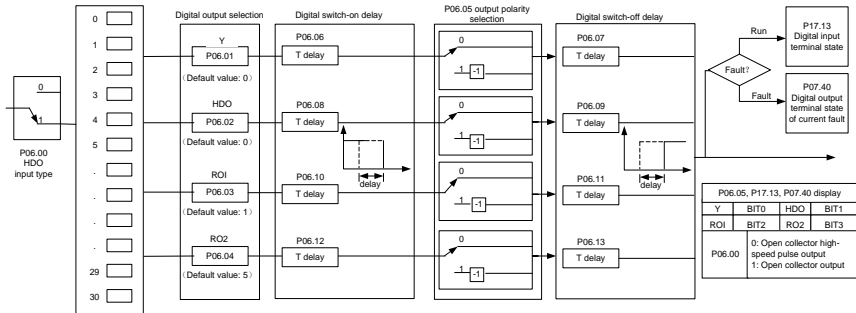 Digital output selection
Digital switch-on delay
P06.05 output polarity
selection
Digital switch-off delay
0
1
2
3
4
5
.
.
.
.
29
30
0
1
P06.00
HDO
input type
Y
P06.01
(Default value: 0)
HDO
P06.02
(Default value: 0)
ROI
P06.03
(Default value: 1)
RO2
P06.04
(Default value: 5)
P06.06
T delay
P06.08
T delay
delay
P06.10
T delay
P06.12
T delay
0
1
-1
0
1
-1
0
1
-1
0
1
-1
P06.07
T delay
P06.09
T delay
delay
P06.11
T delay
P06.13
T delay
Fault?
Run
Fault
P17.13
Digital input
terminal state
P07.40
Digital output
terminal state
of current fault
P06.05, P17.13, P07.40 display
Y BIT0 HDO BIT1
ROI BIT2 RO2 BIT3
P06.00
0: Open collector high-
speed pulse output
1: Open collector output